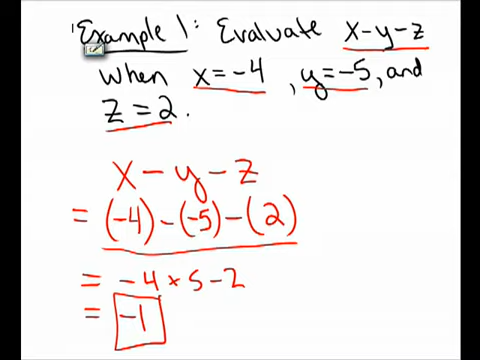 Example 1: Evaluate x-y-z
when x=-4, y=-5, and
z=2.
x-y-z
= (-4)-(-5)-(2)
= -4+5-2
= -1